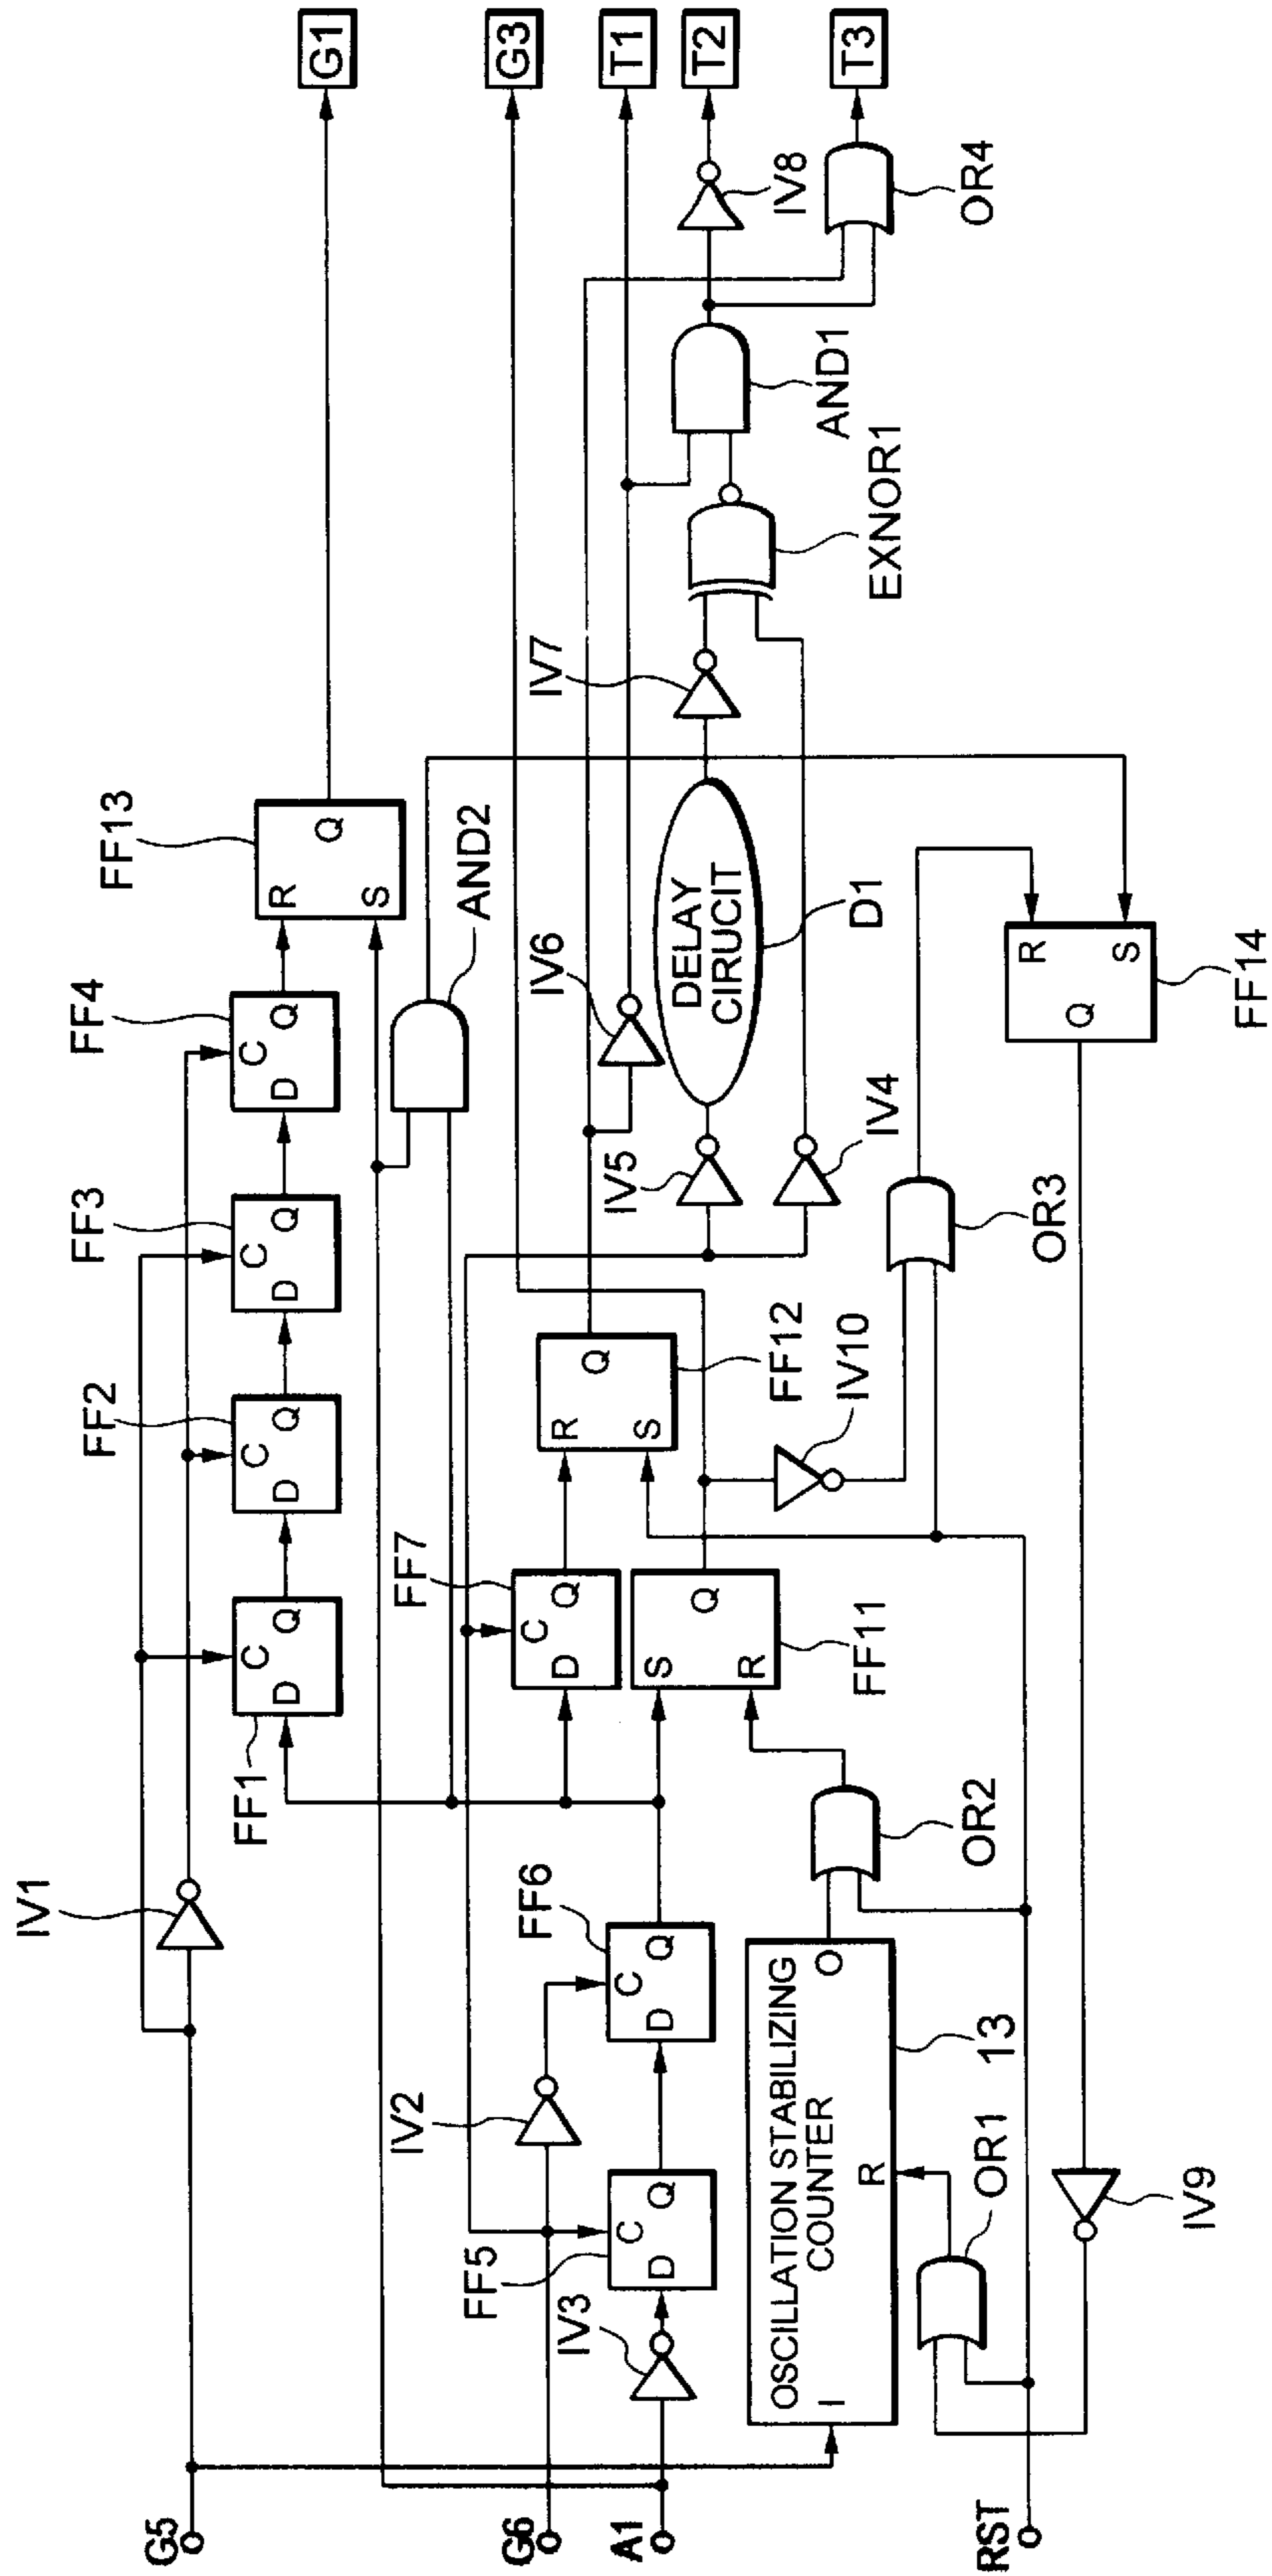 G5
G6
A1
RST
IV1
FF1
D
C
Q
FF2
D
C
Q
FF3
D
C
Q
FF4
D
C
Q
FF13
R
S
Q
G1
AND2
IV2
IV3
FF5
D
C
Q
FF6
D
C
Q
FF7
D
C
Q
FF11
S
R
Q
FF12
R
S
Q
G3
IV6
T1
IV5
IV4
DELAY
CIRUCIT
D1
IV7
EXNOR1
AND1
IV8
T2
OR4
T3
OSCILLATION STABILIZING
COUNTER
I
R
O
13
OR1
OR2
IV10
OR3
IV9
FF14
R
S
Q